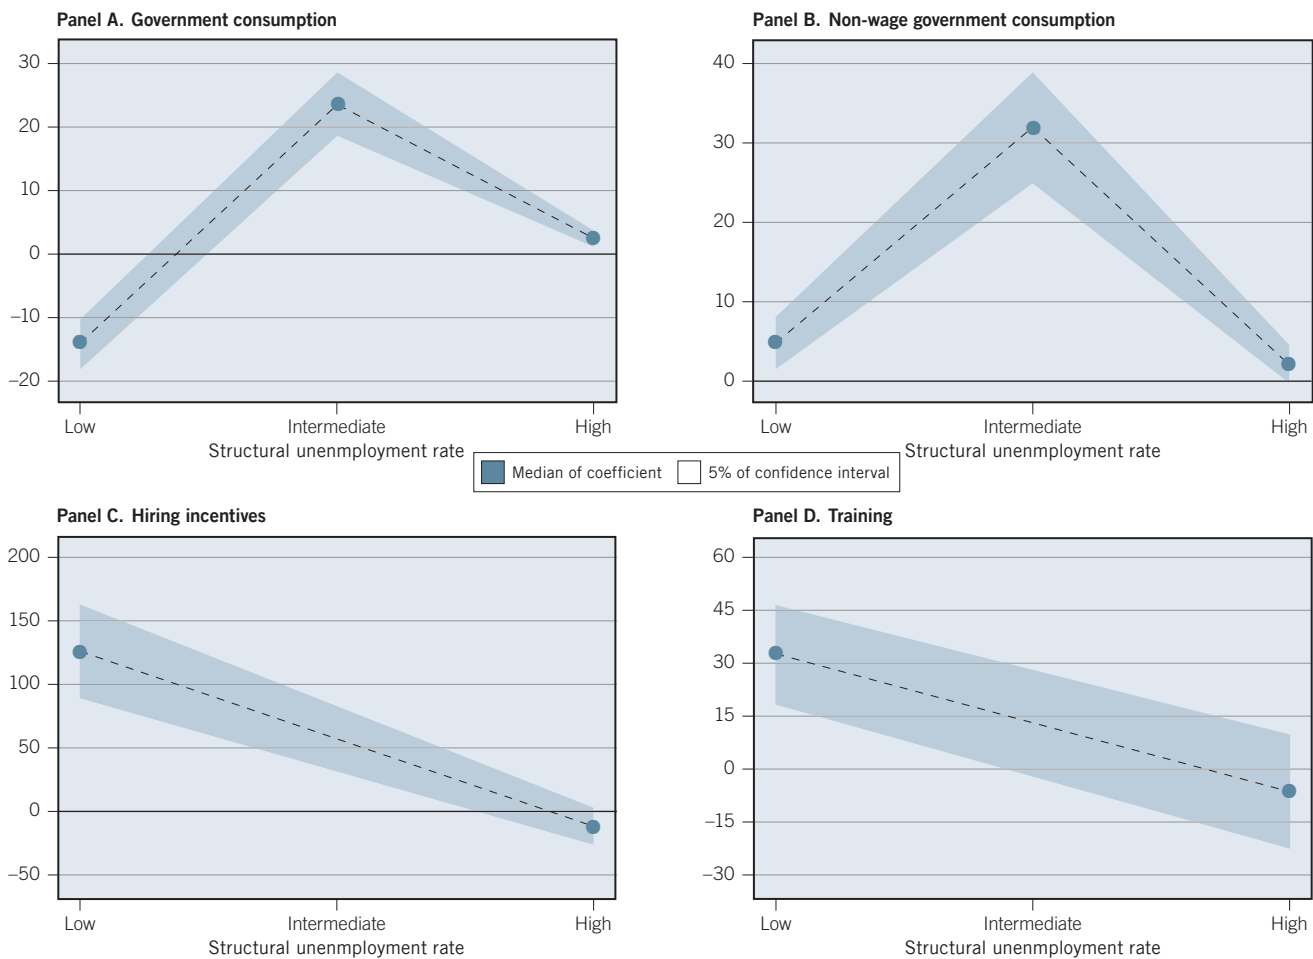 Panel A. Government consumption
30
20
10
0
–10
–20
Low
Intermediate
High
Structural unenmployment rate
Panel B. Non-wage government consumption
40
30
20
10
0
Low
Intermediate
High
Structural unenmployment rate
Median of coefficient
5% of confidence interval
Panel C. Hiring incentives
200
150
100
50
0
–50
Low
Intermediate
High
Structural unenmployment rate
Panel D. Training
60
45
30
15
0
–15
–30
Low
Intermediate
High
Structural unenmployment rate